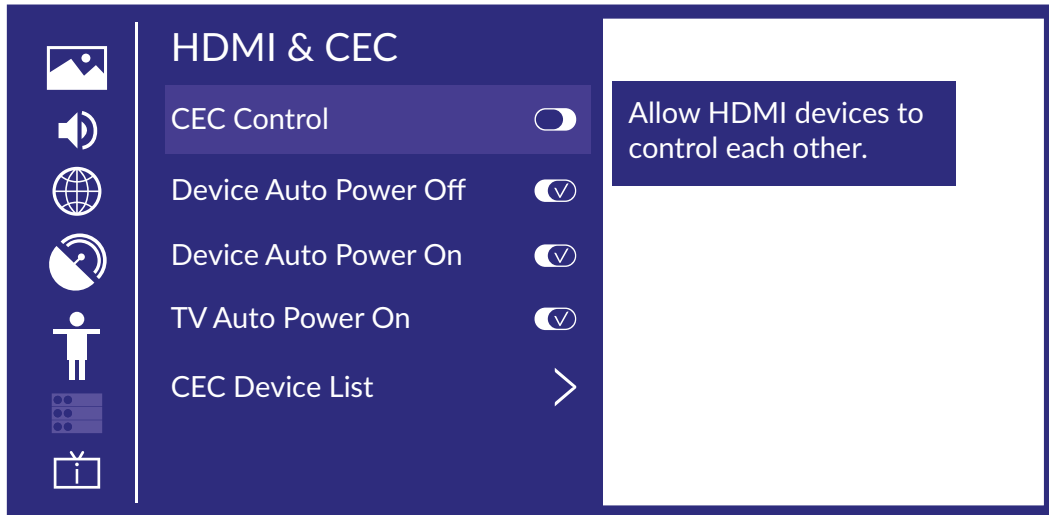 HDMI & CEC
CEC Control
Device Auto Power Off
Device Auto Power On
TV Auto Power On
CEC Device List
Allow HDMI devices to
control each other.
i